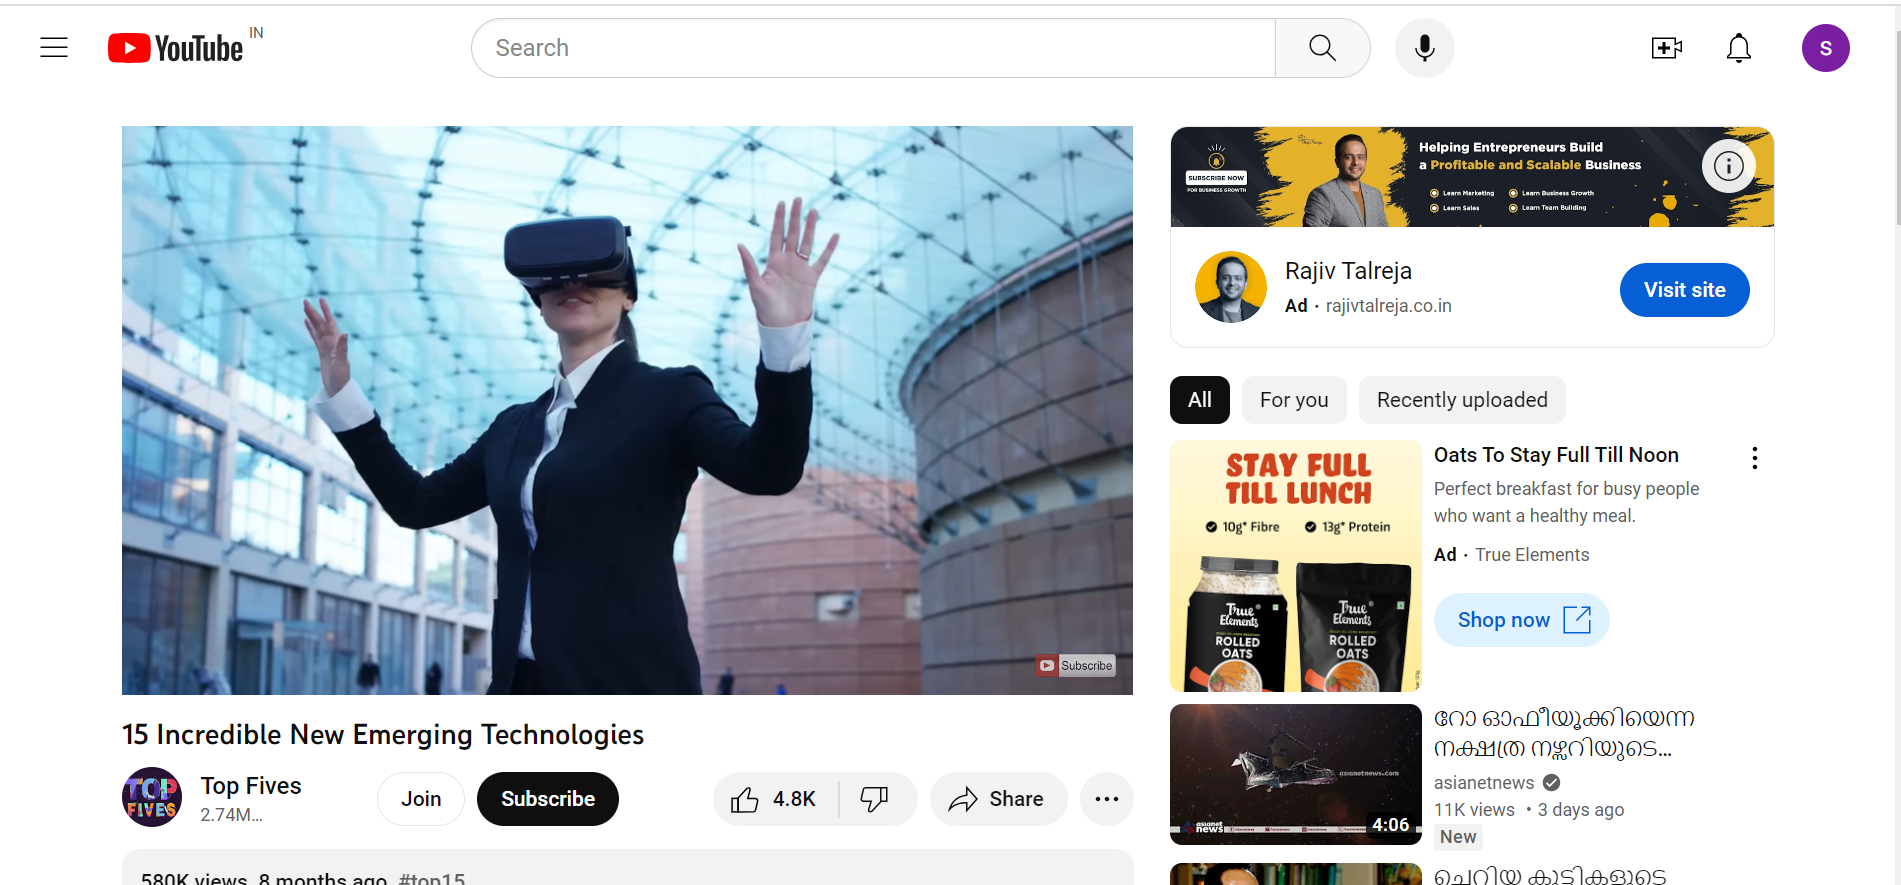 YouTube IN
Search
S
Helping Entrepreneurs Build
a Profitable and Scalable Business
SUBSCRIBE NOW
FOR BUSINESS GROWTH
Learn Marketing
Learn Business Growth
Learn Sales
Learn Team Building
Rajiv Talreja
Ad · rajivtalreja.co.in
Visit site
All
For you
Recently uploaded
STAY FULL
TILL LUNCH
10g* Fibre
13g* Protein
True
Elements
ROLLED
OATS
True
Elements
ROLLED
OATS
Oats To Stay Full Till Noon
Perfect breakfast for busy people
who want a healthy meal.
Ad · True Elements
Shop now
Subscribe
15 Incredible New Emerging Technologies
TOP
FIVES
Top Fives
2.74M...
Join
Subscribe
4.8K
Share
580K views 8 months ago #top15
asianetnews.com
asianet
news
4:06
റോ ഓഫീയൂക്കിയെന്ന
നക്ഷത്ര നഴ്സറിയുടെ...
asianetnews
11K views • 3 days ago
New
ചെറിയ കുട്ടികളുടെ